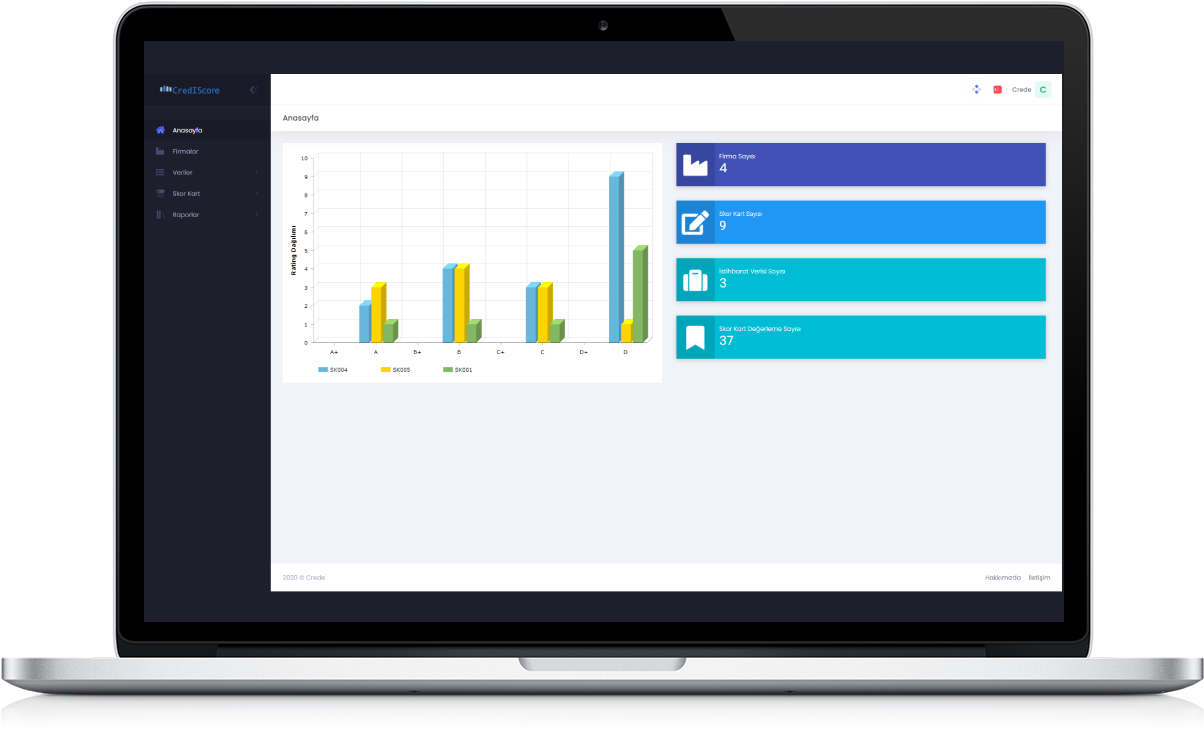 CredIScore
Crede
C
Anasayfa
Firmalar
Veriler
Skor Kart
Raporlar
Anasayfa
Rating Dağılımı
10
9
8
7
6
5
4
3
2
1
0
A+ A B+ B C+ C D+ D
SK004 SK005 SK001
Firma Sayısı
4
Skor Kart Sayısı
9
İstihbarat Verisi Sayısı
3
Skor Kart Değerleme Sayısı
37
2020 © Crede
Hakkımızda İletişim